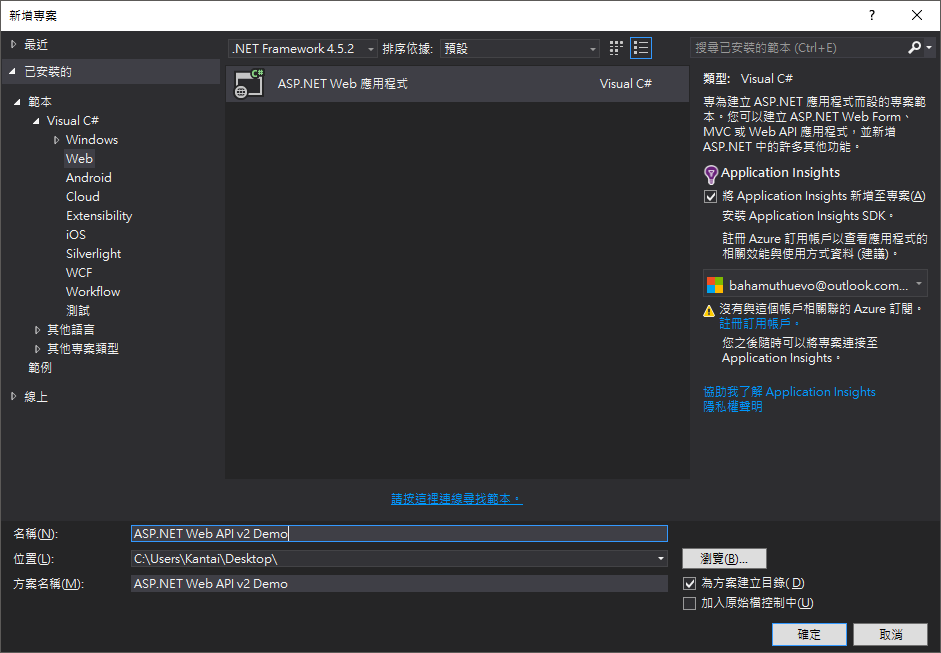 新增專案
?
最近
已安裝的
範本
Visual C#
Windows
Web
Android
Cloud
Extensibility
iOS
Silverlight
WCF
Workflow
測試
其他語言
其他專案類型
範例
線上
.NET Framework 4.5.2
排序依據:
預設
C#
ASP.NET Web 應用程式
Visual C#
請按這裡連線尋找範本。
搜尋已安裝的範本 (Ctrl+E)
類型: Visual C#
專為建立 ASP.NET 應用程式而設的專案範
本。您可以建立 ASP.NET Web Form、
MVC 或 Web API 應用程式，並新增
ASP.NET 中的許多其他功能。
Application Insights
將 Application Insights 新增至專案(A)
安裝 Application Insights SDK。
註冊 Azure 訂用帳戶以查看應用程式的
相關效能與使用方式資料 (建議)。
bahamuthuevo@outlook.com...
沒有與這個帳戶相關聯的 Azure 訂閱。
註冊訂用帳戶。
您之後隨時可以將專案連接至
Application Insights。
協助我了解 Application Insights
隱私權聲明
名稱(N):
ASP.NET Web API v2 Demo
位置(L):
C:\Users\Kantai\Desktop\
瀏覽(B)...
方案名稱(M):
ASP.NET Web API v2 Demo
為方案建立目錄( D)
加入原始檔控制中(U)
確定
取消